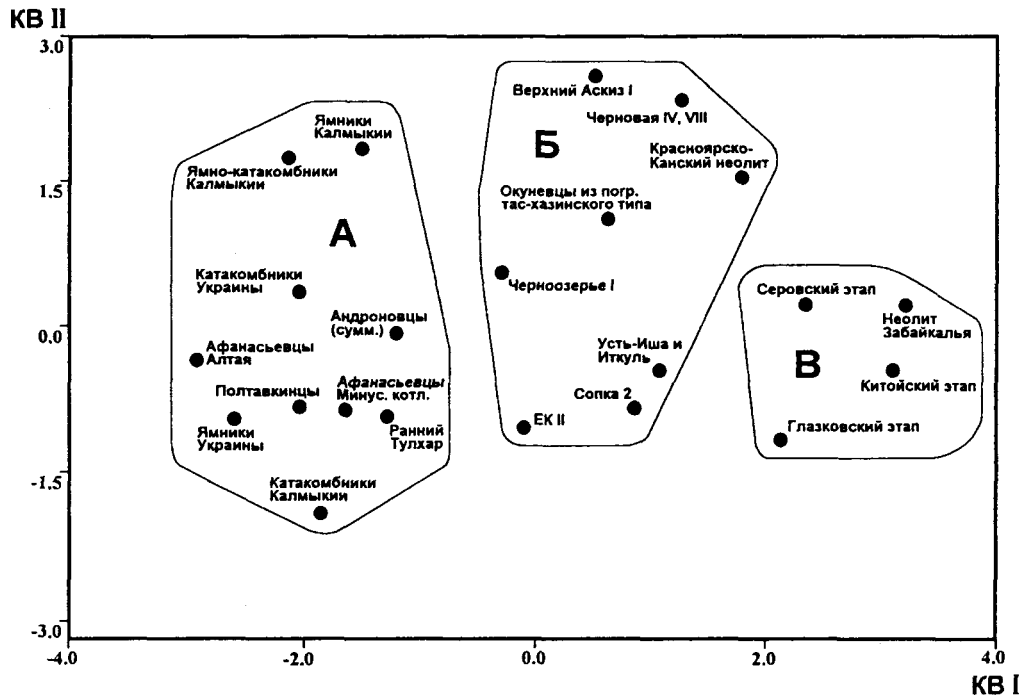 КВ II
3.0
Верхний Аскиз I
Черновая IV, VIII
Ямники
Калмыкии
Б
Красноярско-
Канский неолит
Ямно-катакомбники
Калмыкии
1.5
Окуневцы из погр.
тас-хазинского типа
А
Катакомбники
Украины
Черноозерье I
Серовский этап
Андроновцы
(сумм.)
Неолит
Забайкалья
0.0
Афанасьевцы
Алтая
Усть-Иша и
Иткуль
В
Китойский этап
Полтавкинцы
Афанасьевцы
Минус. котл.
Сопка 2
Ямники
Украины
Ранний
Тулхар
ЕК II
Глазковский этап
-1.5
Катакомбники
Калмыкии
-3.0
-4.0
-2.0
0.0
2.0
4.0
КВ I